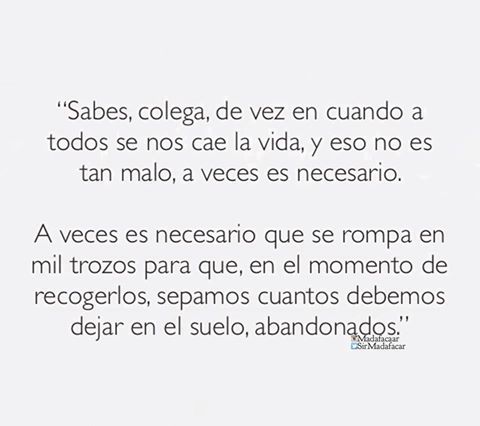 “Sabes, colega, de vez en cuando a
todos se nos cae la vida, y eso no es
tan malo, a veces es necesario.
A veces es necesario que se rompa en
mil trozos para que, en el momento de
recogerlos, sepamos cuantos debemos
dejar en el suelo, abandonados.”
Madafacaar
SirMadafacar